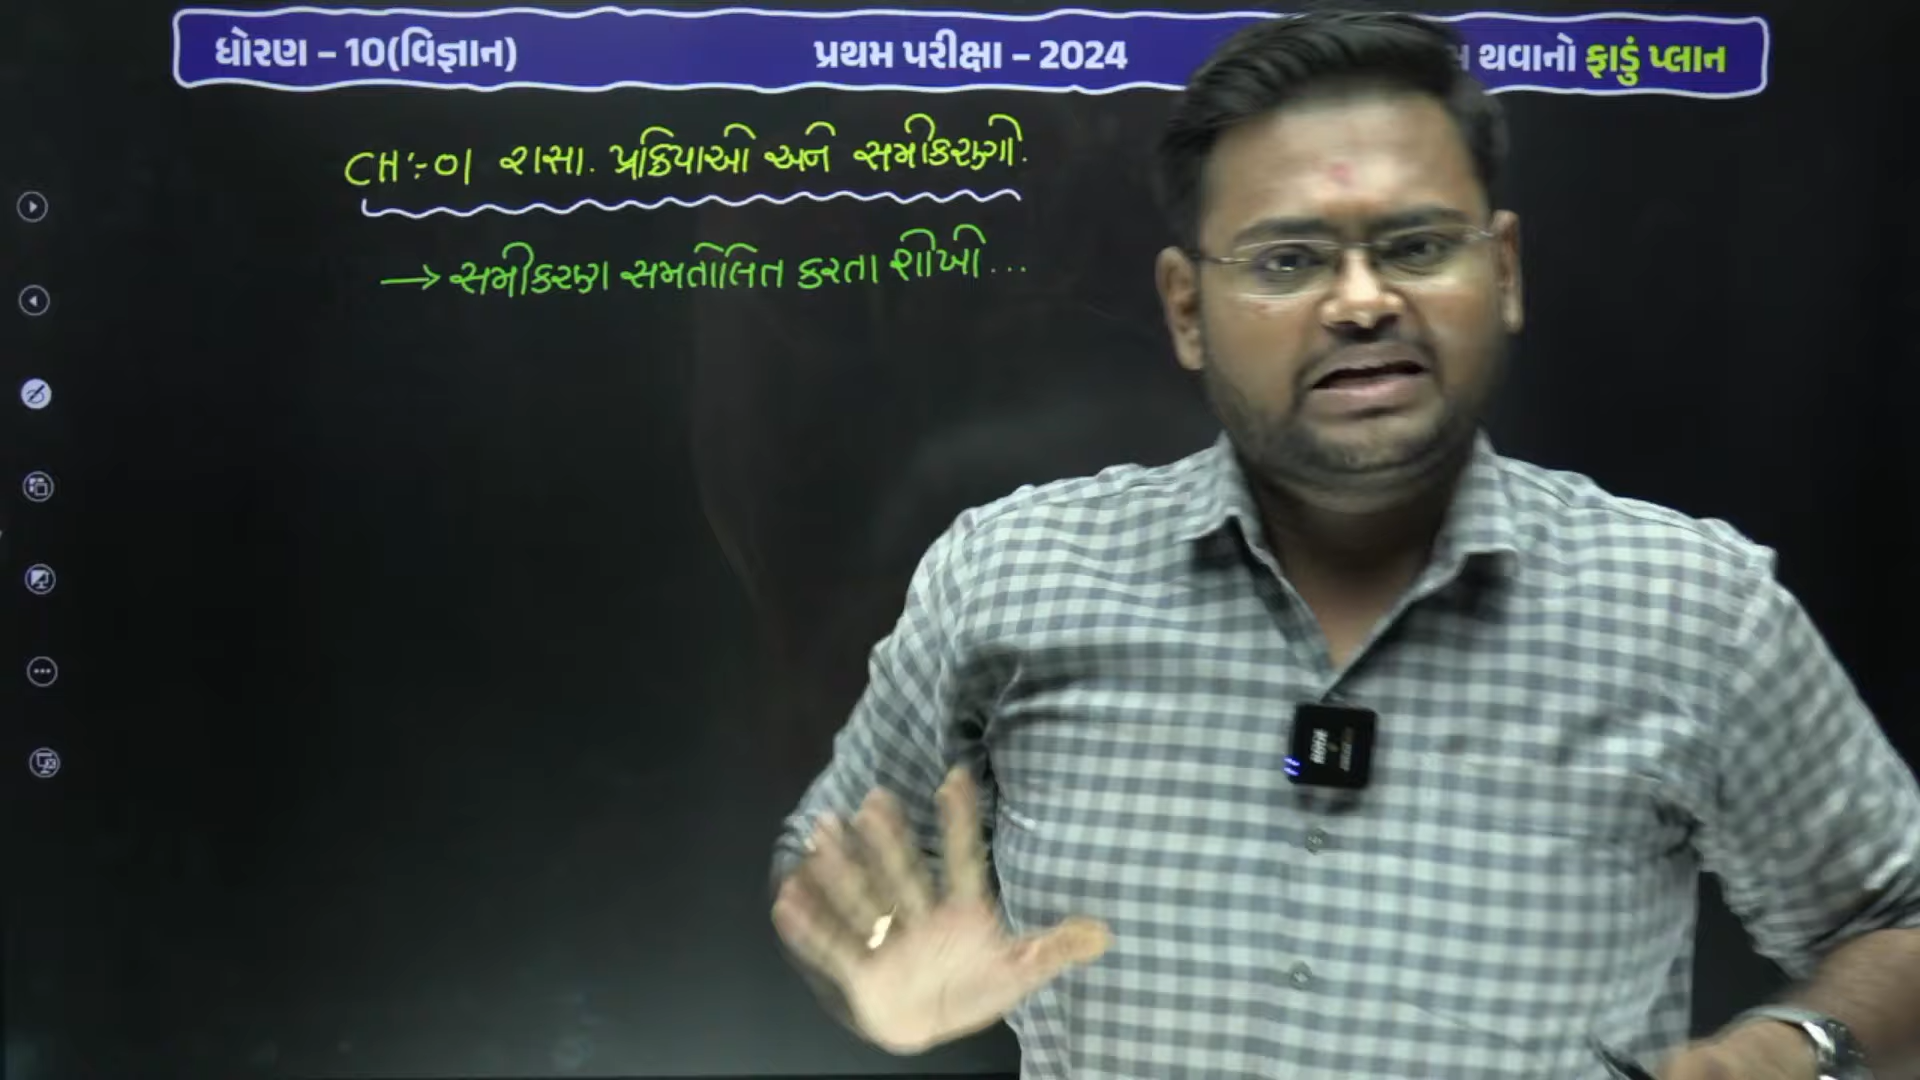 ધોરણ – 10(વિજ્ઞાન) પ્રથમ પરીક્ષા – 2024 થવાનો ફાડું પ્લાન
CH:-01 રાસા. પ્રક્રિયાઓ અને સમીકરણો.
→ સમીકરણ સમતોલિત કરતા શીખો...